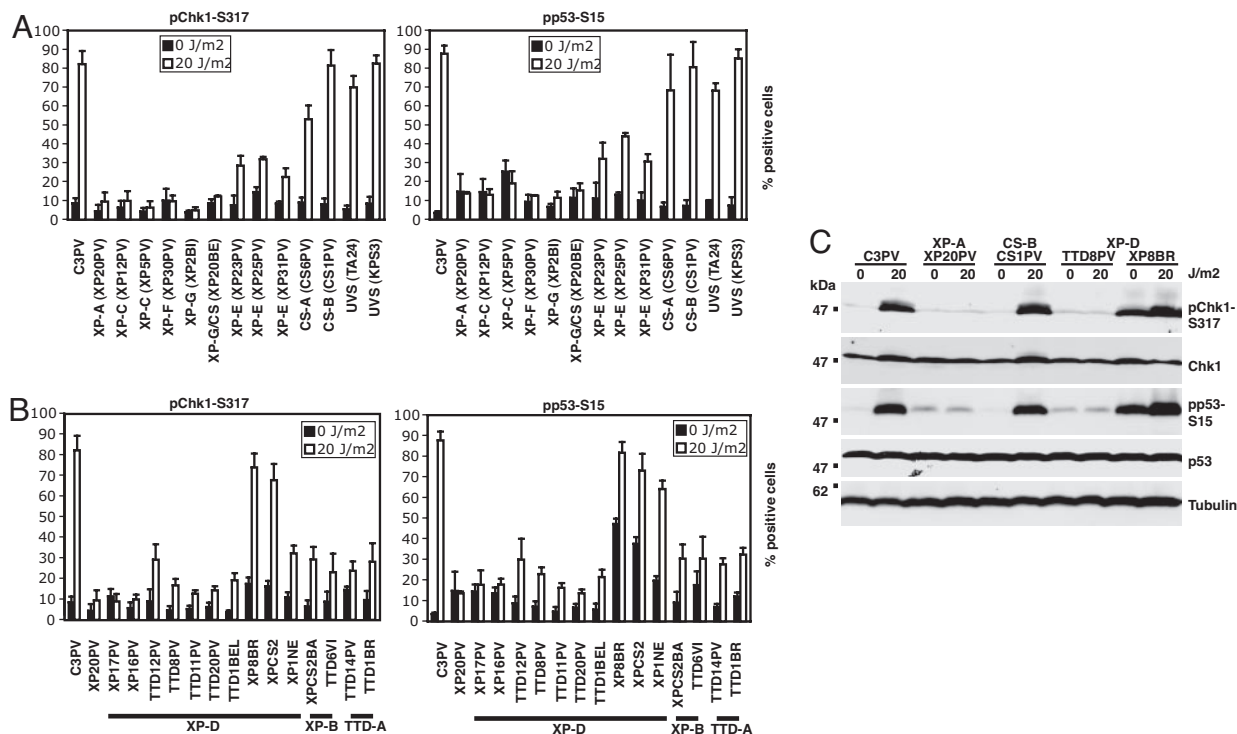 A
pChk1-S317
100
90
80
70
60
50
40
30
20
10
0
0 J/m2
20 J/m2
C3PV
XP-A (XP20PV)
XP-C (XP12PV)
XP-C (XP5PV)
XP-F (XP30PV)
XP-G (XP2BI)
XP-G/CS (XP20BE)
XP-E (XP23PV)
XP-E (XP25PV)
XP-E (XP31PV)
CS-A (CS6PV)
CS-B (CS1PV)
UVS (TA24)
UVS (KPS3)
pp53-S15
100
90
80
70
60
50
40
30
20
10
0
0 J/m2
20 J/m2
% positive cells
C3PV
XP-A (XP20PV)
XP-C (XP12PV)
XP-C (XP5PV)
XP-F (XP30PV)
XP-G (XP2BI)
XP-G/CS (XP20BE)
XP-E (XP23PV)
XP-E (XP25PV)
XP-E (XP31PV)
CS-A (CS6PV)
CS-B (CS1PV)
UVS (TA24)
UVS (KPS3)
B
pChk1-S317
100
90
80
70
60
50
40
30
20
10
0
0 J/m2
20 J/m2
C3PV
XP20PV
XP17PV
XP16PV
TTD12PV
TTD8PV
TTD11PV
TTD20PV
TTD1BEL
XP8BR
XPCS2
XP1NE
XPCS2BA
TTD6VI
TTD14PV
TTD1BR
XP-D
XP-B
TTD-A
pp53-S15
100
90
80
70
60
50
40
30
20
10
0
0 J/m2
20 J/m2
% positive cells
C3PV
XP20PV
XP17PV
XP16PV
TTD12PV
TTD8PV
TTD11PV
TTD20PV
TTD1BEL
XP8BR
XPCS2
XP1NE
XPCS2BA
TTD6VI
TTD14PV
TTD1BR
XP-D
XP-B
TTD-A
C
XP-A CS-B XP-D
C3PV XP20PV CS1PV TTD8PV XP8BR
0 20 0 20 0 20 0 20 0 20 J/m2
kDa
47
pChk1-
S317
47
Chk1
47
pp53-
S15
47
p53
62
Tubulin